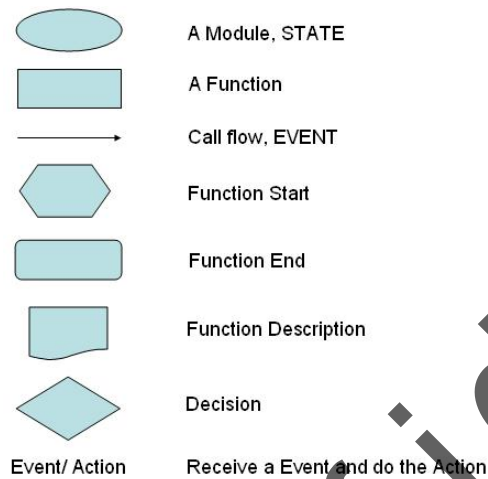 A Module, STATE
A Function
Call flow, EVENT
Function Start
Function End
Function Description
Decision
Event/ Action Receive a Event and do the Action